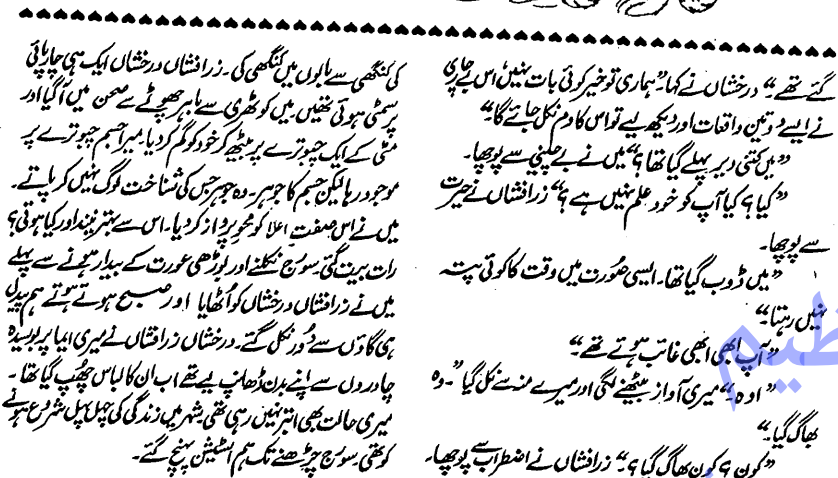 گئے تھے۔“ درخشاں نے کہا ”ہماری تو خیر کوئی بات نہیں اس بے چاری
نے ایسے دو تین واقعات اور دیکھ لیے تو اس کا دم نکل جائے گا۔“
”میں کتنی دیر پہلے گیا تھا؟“ میں نے بے چینی سے پوچھا۔
”کیا؟ کیا آپ کو خود علم نہیں ہے؟“ زرافشاں نے حیرت
سے پوچھا۔
”میں ڈوب گیا تھا۔ ایسی صورت میں وقت کا کوئی پتہ
نہیں رہتا۔“
”آپ ابھی ابھی غائب ہوئے تھے۔“
”اوہ۔“ میری آواز بیٹھنے لگی اور میرے منہ سے نکل گیا ”۔ وہ
بھاگ گیا۔“
”کون؟ کون بھاگ گیا؟“ زرافشاں نے اضطراب سے پوچھا۔
کی کنگھی سے بالوں میں کنگھی کی۔ زرافشاں درخشاں ایک ہی چارپائی
پر سمٹی ہوئی تھیں۔ میں کوٹھری سے باہر چھوٹے سے صحن میں آگیا اور
مٹی کے ایک چبوترے پر بیٹھ کر خود کو گم کر دیا۔ میرا جسم چبوترے پر
موجود رہا لیکن جسم کا جوہر۔ وہ جوہر جس کی شناخت لوگ نہیں کر پاتے۔
میں نے اس صفت اعلا کو محو پرواز کر دیا۔ اس سے بہتر نیند اور کیا ہوتی؟
رات بیت گئی۔ سورج نکلنے اور بوڑھی عورت کے بیدار ہونے سے پہلے
میں نے زرافشاں درخشاں کو اٹھایا اور صبح ہوتے ہوتے ہم پیدل
ہی گاؤں سے دور نکل گئے۔ درخشاں زرافشاں نے میری ایما پر بوسیدہ
چادروں سے اپنے بدن ڈھانپ لیے تھے اب ان کا لباس چھپ گیا تھا۔
میری حالت بھی ابتر نہیں رہی تھی۔ شہر میں زندگی کی چہل پہل شروع ہونے
کو تھی۔ سورج چڑھنے تک ہم اسٹیشن پہنچ گئے۔